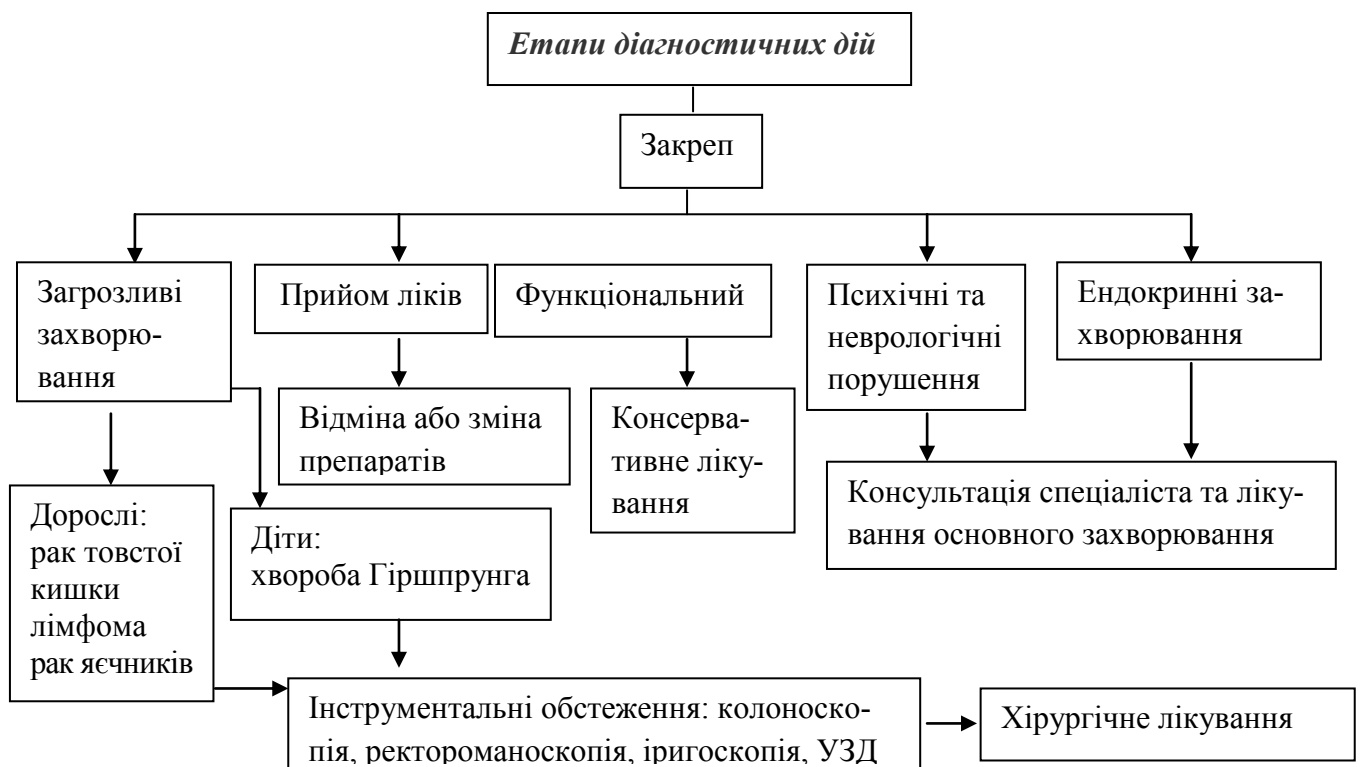 Етапи діагностичних дій
Закреп
Загрозливі
захворю-
вання
Прийом ліків
Функціональний
Психічні та
неврологічні
порушення
Ендокринні за-
хворювання
Відміна або зміна
препаратів
Консерва-
тивне ліку-
вання
Консультація спеціаліста та ліку-
вання основного захворювання
Дорослі:
рак товстої
кишки
лімфома
рак яєчників
Діти:
хвороба Гіршпрунга
Інструментальні обстеження: колоноско-
пія, ректороманоскопія, іригоскопія, УЗД
Хірургічне лікування